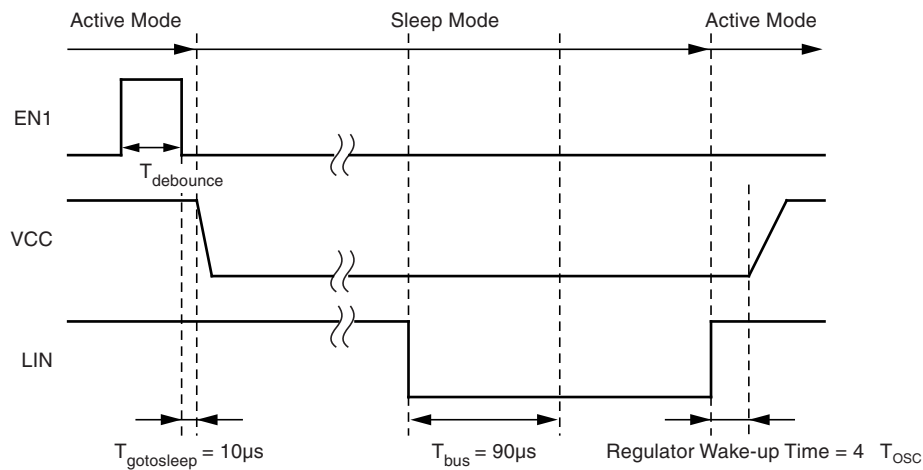 Active Mode Sleep Mode Active Mode
EN1
T debounce
VCC
LIN
T gotosleep = 10µs T bus = 90µs Regulator Wake-up Time = 4 T OSC